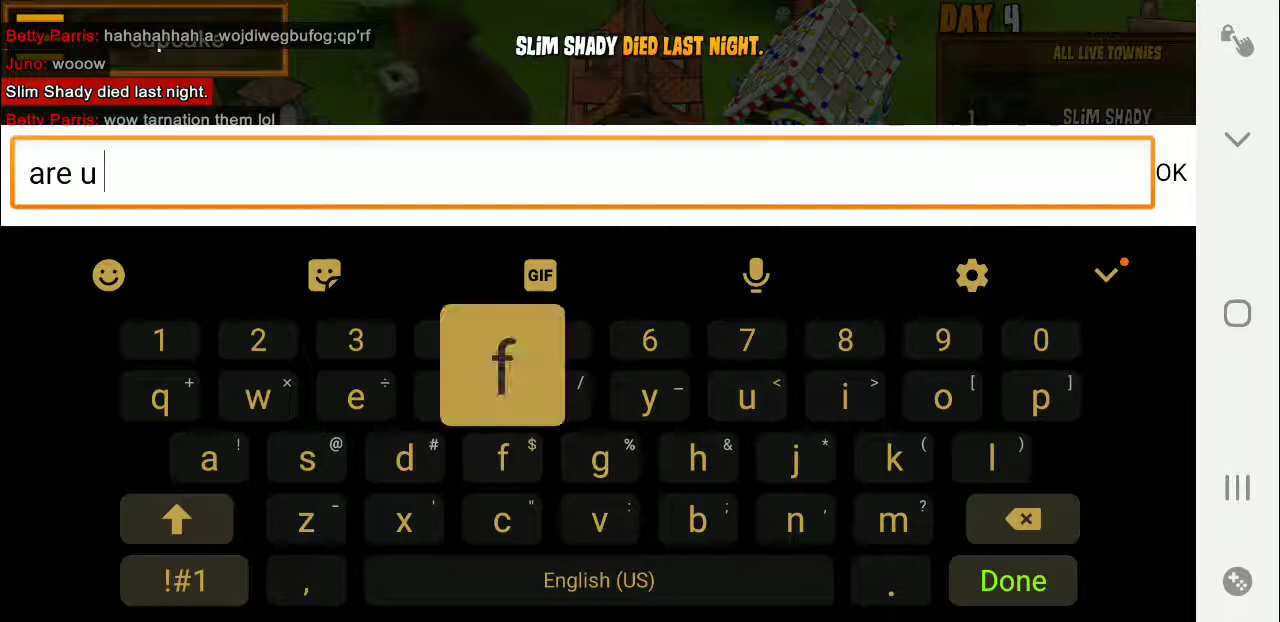 DAY 4
Betty Parris: hahahahhah a wojdiwegbufog;qp'rf
cupcake
SLIM SHADY DIED LAST NIGHT.
ALL LIVE TOWNIES
Juno: wooow
Slim Shady died last night.
Betty Parris: wow tarnation them lol
1 SLIM SHADY
are u
OK
GIF
1 2 3 6 7 8 9 0
q + w × e ÷ / y _ u < i > o [ p ]
f
a ! s @ d # f $ g % h & j * k ( l )
z - x ' c " v : b ; n , m ?
!#1 , English (US) . Done